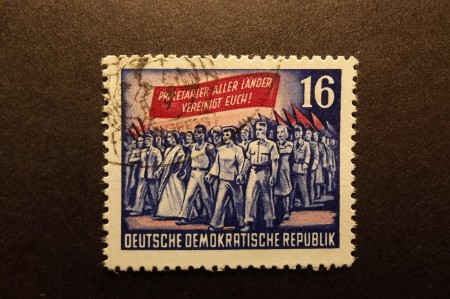 PROLETARIER ALLER LÄNDER
VEREINIGT EUCH!
16
DEUTSCHE DEMOKRATISCHE REPUBLIK